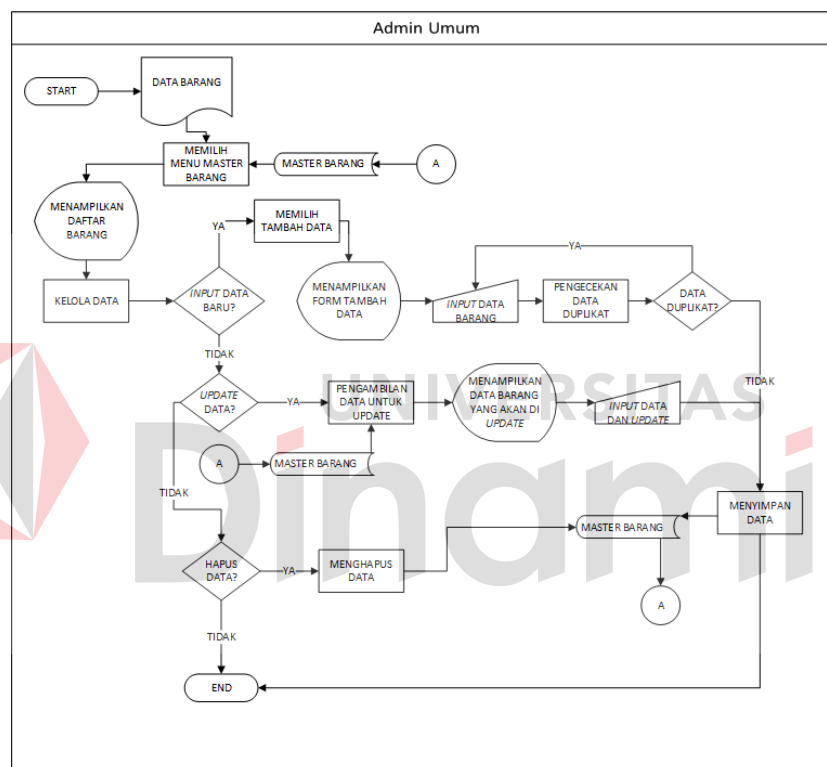 Admin Umum
START
DATA BARANG
MEMILIH
MENU MASTER
BARANG
MASTER BARANG
A
MENAMPILKAN
DAFTAR
BARANG
YA
MEMILIH
TAMBAH DATA
KELOLA DATA
INPUT DATA
BARU?
MENAMPILKAN
FORM TAMBAH
DATA
YA
INPUT DATA
BARANG
PENGECEKAN
DATA
DUPLIKAT
DATA
DUPLIKAT?
TIDAK
TIDAK
UPDATE
DATA?
YA
PENGAMBILAN
DATA UNTUK
UPDATE
MENAMPILKAN
DATA BARANG
YANG AKAN DI
UPDATE
INPUT DATA
DAN UPDATE
UNIVERSITAS
Dinami
A
MASTER BARANG
TIDAK
MASTER BARANG
MENYIMPAN
DATA
HAPUS
DATA?
YA
MENGHAPUS
DATA
A
TIDAK
END